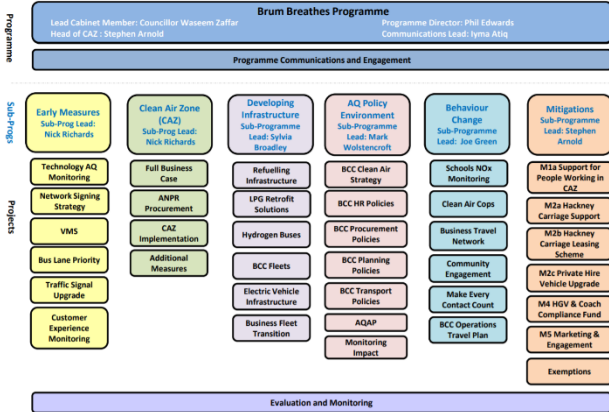 Programme
Brum Breathes Programme
Lead Cabinet Member: Councillor Waseem Zaffar
Programme Director: Phil Edwards
Head of CAZ : Stephen Arnold
Communications Lead: Iyma Atiq
Programme Communications and Engagement
Sub-Progs
Early Measures
Sub-Prog Lead:
Nick Richards
Clean Air Zone
(CAZ)
Sub-Prog Lead:
Nick Richards
Developing
Infrastructure
Sub-Programme
Lead: Sylvia
Broadley
AQ Policy
Environment
Sub-Programme
Lead: Mark
Wolstencroft
Behaviour
Change
Sub-Programme
Lead: Joe Green
Mitigations
Sub-Programme
Lead: Stephen
Arnold
Projects
Technology AQ
Monitoring
Network Signing
Strategy
VMS
Bus Lane Priority
Traffic Signal
Upgrade
Customer
Experience
Monitoring
Full Business
Case
ANPR
Procurement
CAZ
Implementation
Additional
Measures
Refuelling
Infrastructure
LPG Retrofit
Solutions
Hydrogen Buses
BCC Fleets
Electric Vehicle
Infrastructure
Business Fleet
Transition
BCC Clean Air
Strategy
BCC HR Policies
BCC Procurement
Policies
BCC Planning
Policies
BCC Transport
Policies
AQAP
Monitoring
Impact
Schools NOx
Monitoring
Clean Air Cops
Business Travel
Network
Community
Engagement
Make Every
Contact Count
BCC Operations
Travel Plan
M1a Support for
People Working in
CAZ
M2a Hackney
Carriage Support
M2b Hackney
Carriage Leasing
Scheme
M2c Private Hire
Vehicle Upgrade
M4 HGV & Coach
Compliance Fund
M5 Marketing &
Engagement
Exemptions
Evaluation and Monitoring